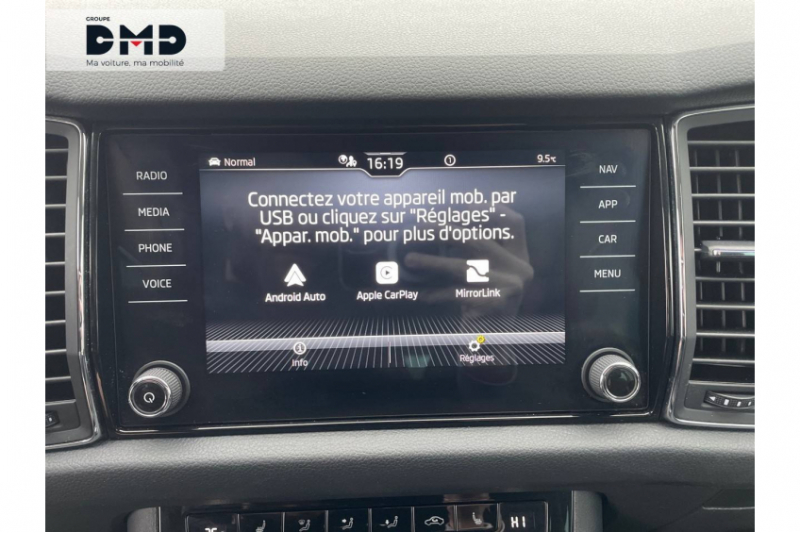 GROUPE
DMD
Ma voiture, ma mobilité
Normal
16:19
9.5°C
RADIO
MEDIA
PHONE
VOICE
Connectez votre appareil mob. par
USB ou cliquez sur "Réglages" -
"Appar. mob." pour plus d'options.
Android Auto
Apple CarPlay
MirrorLink
Info
Réglages
NAV
APP
CAR
MENU
HI